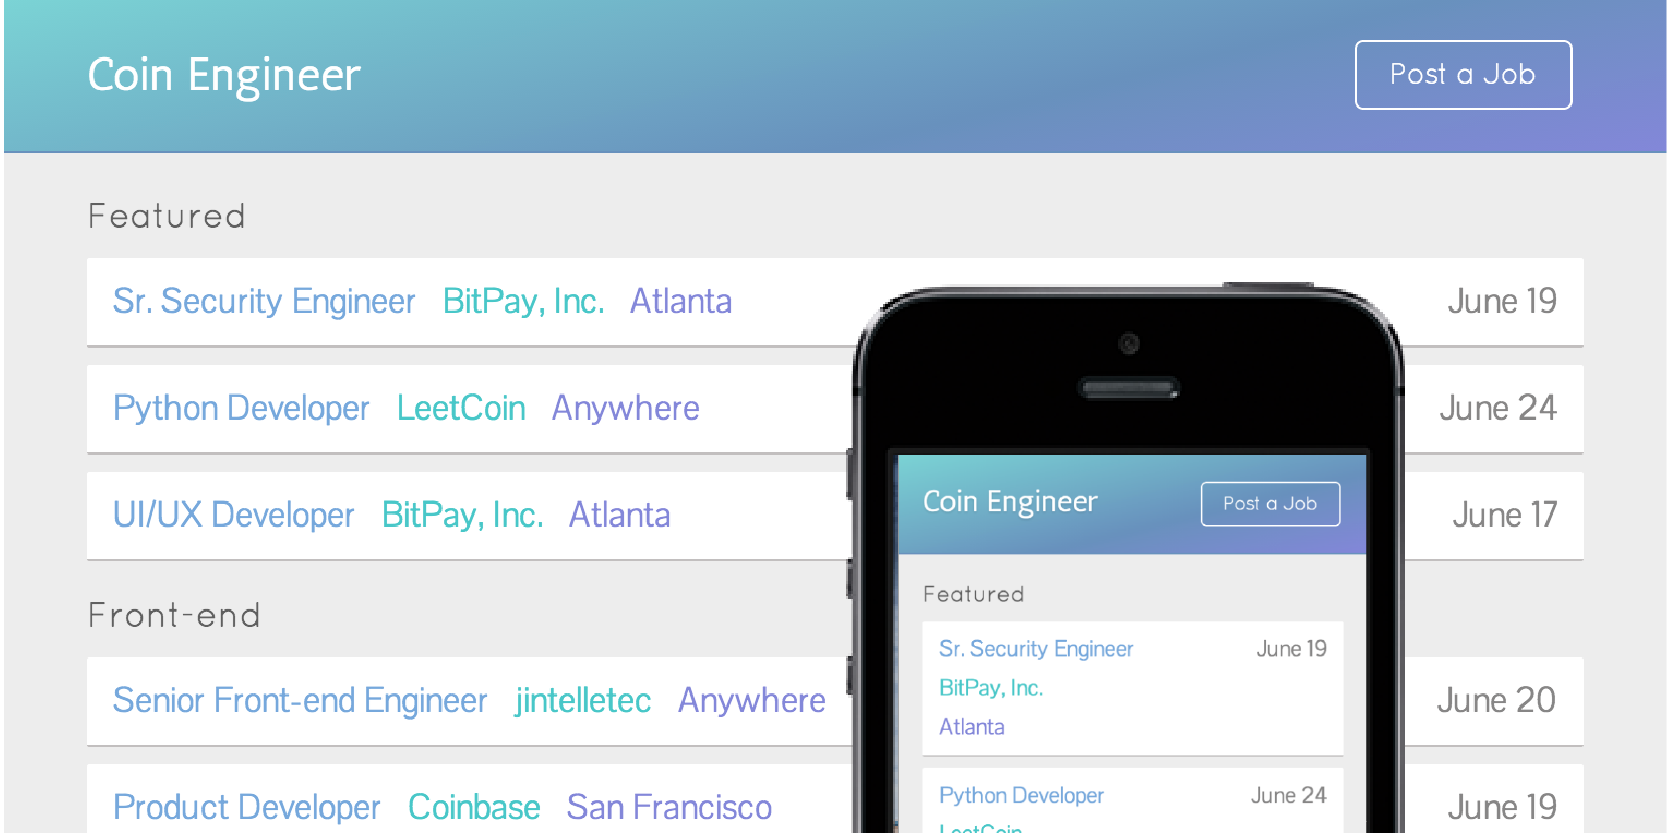 Coin Engineer
Post a Job
Featured
Sr. Security Engineer BitPay, Inc. Atlanta June 19
Python Developer LeetCoin Anywhere June 24
UI/UX Developer BitPay, Inc. Atlanta June 17
Front-end
Senior Front-end Engineer jintelletec Anywhere June 20
Product Developer Coinbase San Francisco June 19
Coin Engineer
Post a Job
Featured
Sr. Security Engineer June 19
BitPay, Inc.
Atlanta
Python Developer June 24
LeetCoin